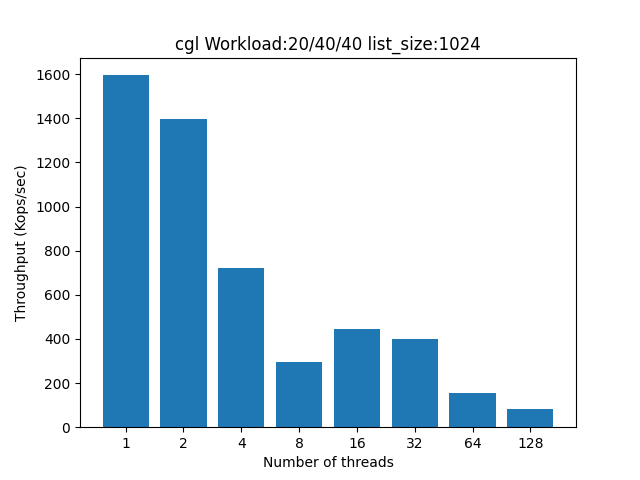 cgl Workload:20/40/40 list_size:1024
Throughput (Kops/sec)
1600
1400
1200
1000
800
600
400
200
0
1 2 4 8 16 32 64 128
Number of threads